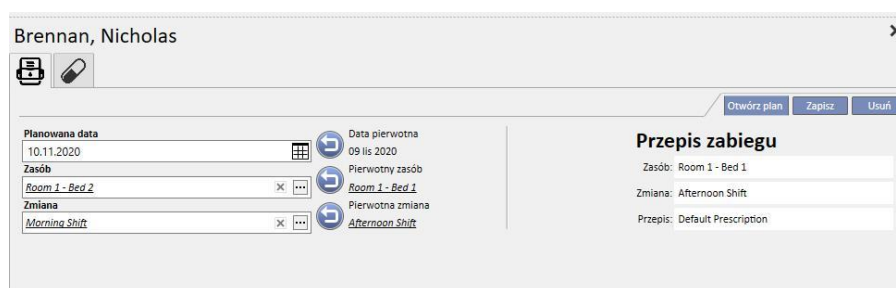 Brennan, Nicholas
Otwórz plan Zapisz Usuń
Planowana data
10.11.2020
Data pierwotna
09 lis 2020
Zasób
Room 1 - Bed 2
Pierwotny zasób
Room 1 - Bed 1
Zmiana
Morning Shift
Pierwotna zmiana
Afternoon Shift
Przepis zabiegu
Zasób: Room 1 - Bed 1
Zmiana: Afternoon Shift
Przepis: Default Prescription